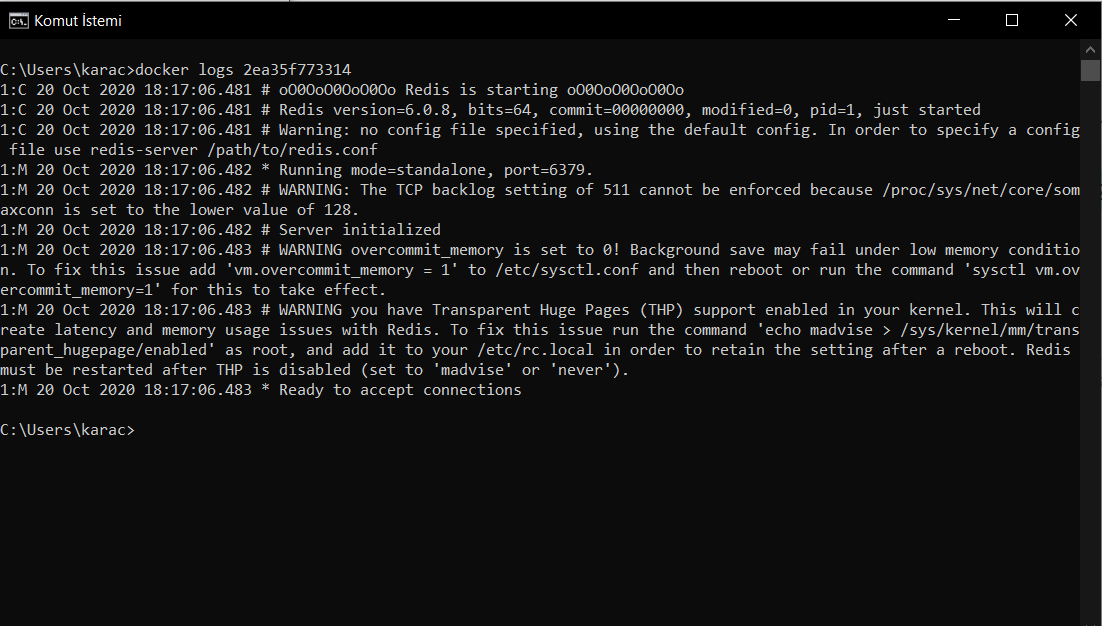 Komut İstemi
C:\Users\karac>docker logs 2ea35f773314
1:C 20 Oct 2020 18:17:06.481 # oO0OoO0OoO0Oo Redis is starting oO0OoO0OoO0Oo
1:C 20 Oct 2020 18:17:06.481 # Redis version=6.0.8, bits=64, commit=00000000, modified=0, pid=1, just started
1:C 20 Oct 2020 18:17:06.481 # Warning: no config file specified, using the default config. In order to specify a config
 file use redis-server /path/to/redis.conf
1:M 20 Oct 2020 18:17:06.482 * Running mode=standalone, port=6379.
1:M 20 Oct 2020 18:17:06.482 # WARNING: The TCP backlog setting of 511 cannot be enforced because /proc/sys/net/core/som
axconn is set to the lower value of 128.
1:M 20 Oct 2020 18:17:06.482 # Server initialized
1:M 20 Oct 2020 18:17:06.483 # WARNING overcommit_memory is set to 0! Background save may fail under low memory conditio
n. To fix this issue add 'vm.overcommit_memory = 1' to /etc/sysctl.conf and then reboot or run the command 'sysctl vm.ov
ercommit_memory=1' for this to take effect.
1:M 20 Oct 2020 18:17:06.483 # WARNING you have Transparent Huge Pages (THP) support enabled in your kernel. This will c
reate latency and memory usage issues with Redis. To fix this issue run the command 'echo madvise > /sys/kernel/mm/trans
parent_hugepage/enabled' as root, and add it to your /etc/rc.local in order to retain the setting after a reboot. Redis
must be restarted after THP is disabled (set to 'madvise' or 'never').
1:M 20 Oct 2020 18:17:06.483 * Ready to accept connections
C:\Users\karac>